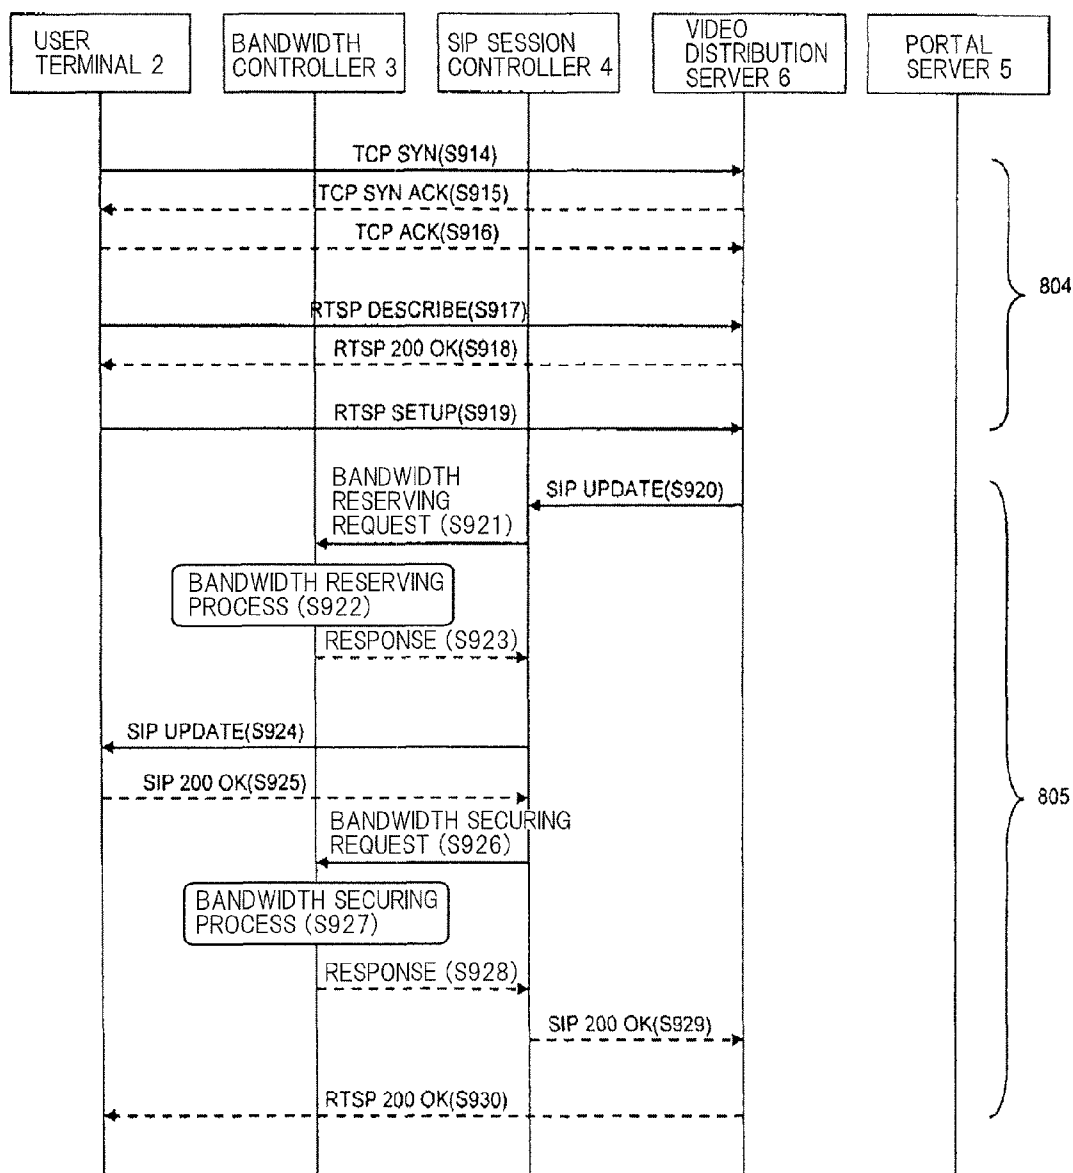 USER
TERMINAL 2
BANDWIDTH
CONTROLLER 3
SIP SESSION
CONTROLLER 4
VIDEO
DISTRIBUTION
SERVER 6
PORTAL
SERVER 5
TCP SYN(S914)
TCP SYN ACK(S915)
TCP ACK(S916)
804
RTSP DESCRIBE(S917)
RTSP 200 OK(S918)
RTSP SETUP(S919)
BANDWIDTH
RESERVING
REQUEST (S921)
SIP UPDATE(S920)
BANDWIDTH RESERVING
PROCESS (S922)
RESPONSE (S923)
SIP UPDATE(S924)
SIP 200 OK(S925)
805
BANDWIDTH SECURING
REQUEST (S926)
BANDWIDTH SECURING
PROCESS (S927)
RESPONSE (S928)
SIP 200 OK(S929)
RTSP 200 OK(S930)